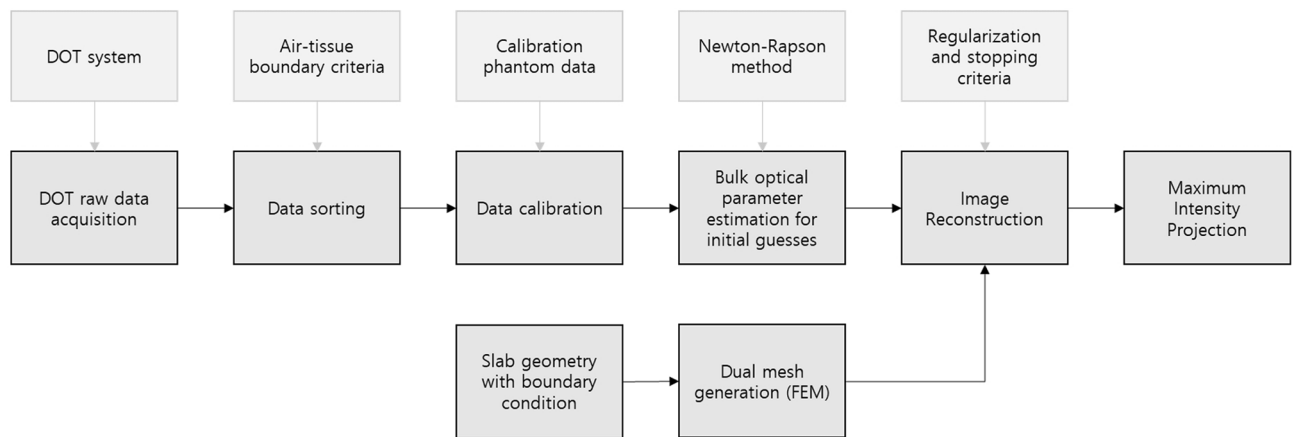 DOT system
Air-tissue
boundary criteria
Calibration
phantom data
Newton-Rapson
method
Regularization
and stopping
criteria
DOT raw data
acquisition
Data sorting
Data calibration
Bulk optical
parameter
estimation for
initial guesses
Image
Reconstruction
Maximum
Intensity
Projection
Slab geometry
with boundary
condition
Dual mesh
generation (FEM)